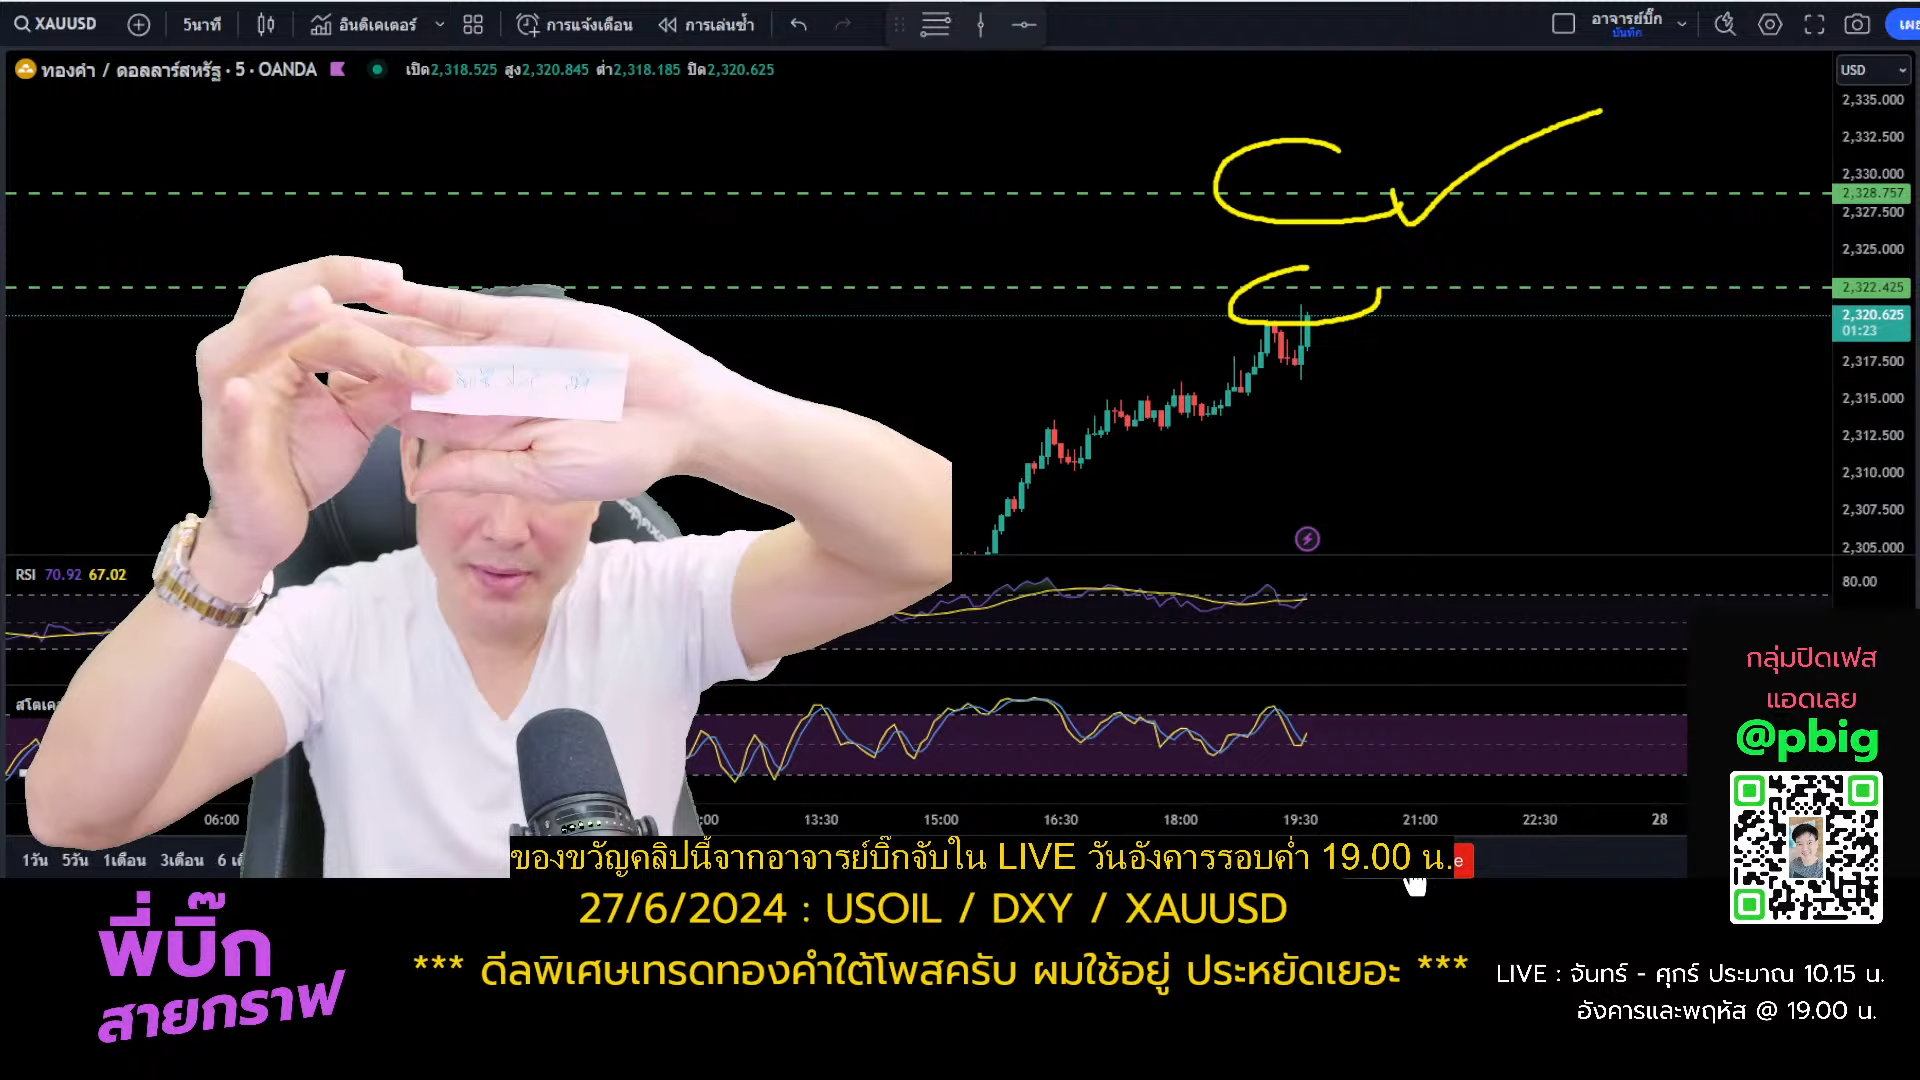 XAUUSD 5นาที อินดิเคเตอร์ การแจ้งเตือน การเล่นซ้ำ อาจารย์บิ๊ก บันทึก
ทองคำ / ดอลลาร์สหรัฐ · 5 · OANDA เปิด2,318.525 สูง2,320.845 ต่ำ2,318.185 ปิด2,320.625 USD
2,335.000
2,332.500
2,330.000
2,328.757
2,327.500
2,325.000
2,322.425
2,320.625
01:23
2,317.500
2,315.000
2,312.500
2,310.000
2,307.500
2,305.000
RSI 70.92 67.02
80.00
กลุ่มปิดเฟส
แอดเลย
@pbig
06:00 13:30 15:00 16:30 18:00 19:30 21:00 22:30 28
1วัน 5วัน 1เดือน 3เดือน
ของขวัญคลิปนี้จากอาจารย์บิ๊กจับใน LIVE วันอังคารรอบค่ำ 19.00 น.
27/6/2024 : USOIL / DXY / XAUUSD
*** ดีลพิเศษเทรดทองคำใต้โพสครับ ผมใช้อยู่ ประหยัดเยอะ ***
พี่บิ๊ก
สายกราฟ
LIVE : จันทร์ - ศุกร์ ประมาณ 10.15 น.
อังคารและพฤหัส @ 19.00 น.